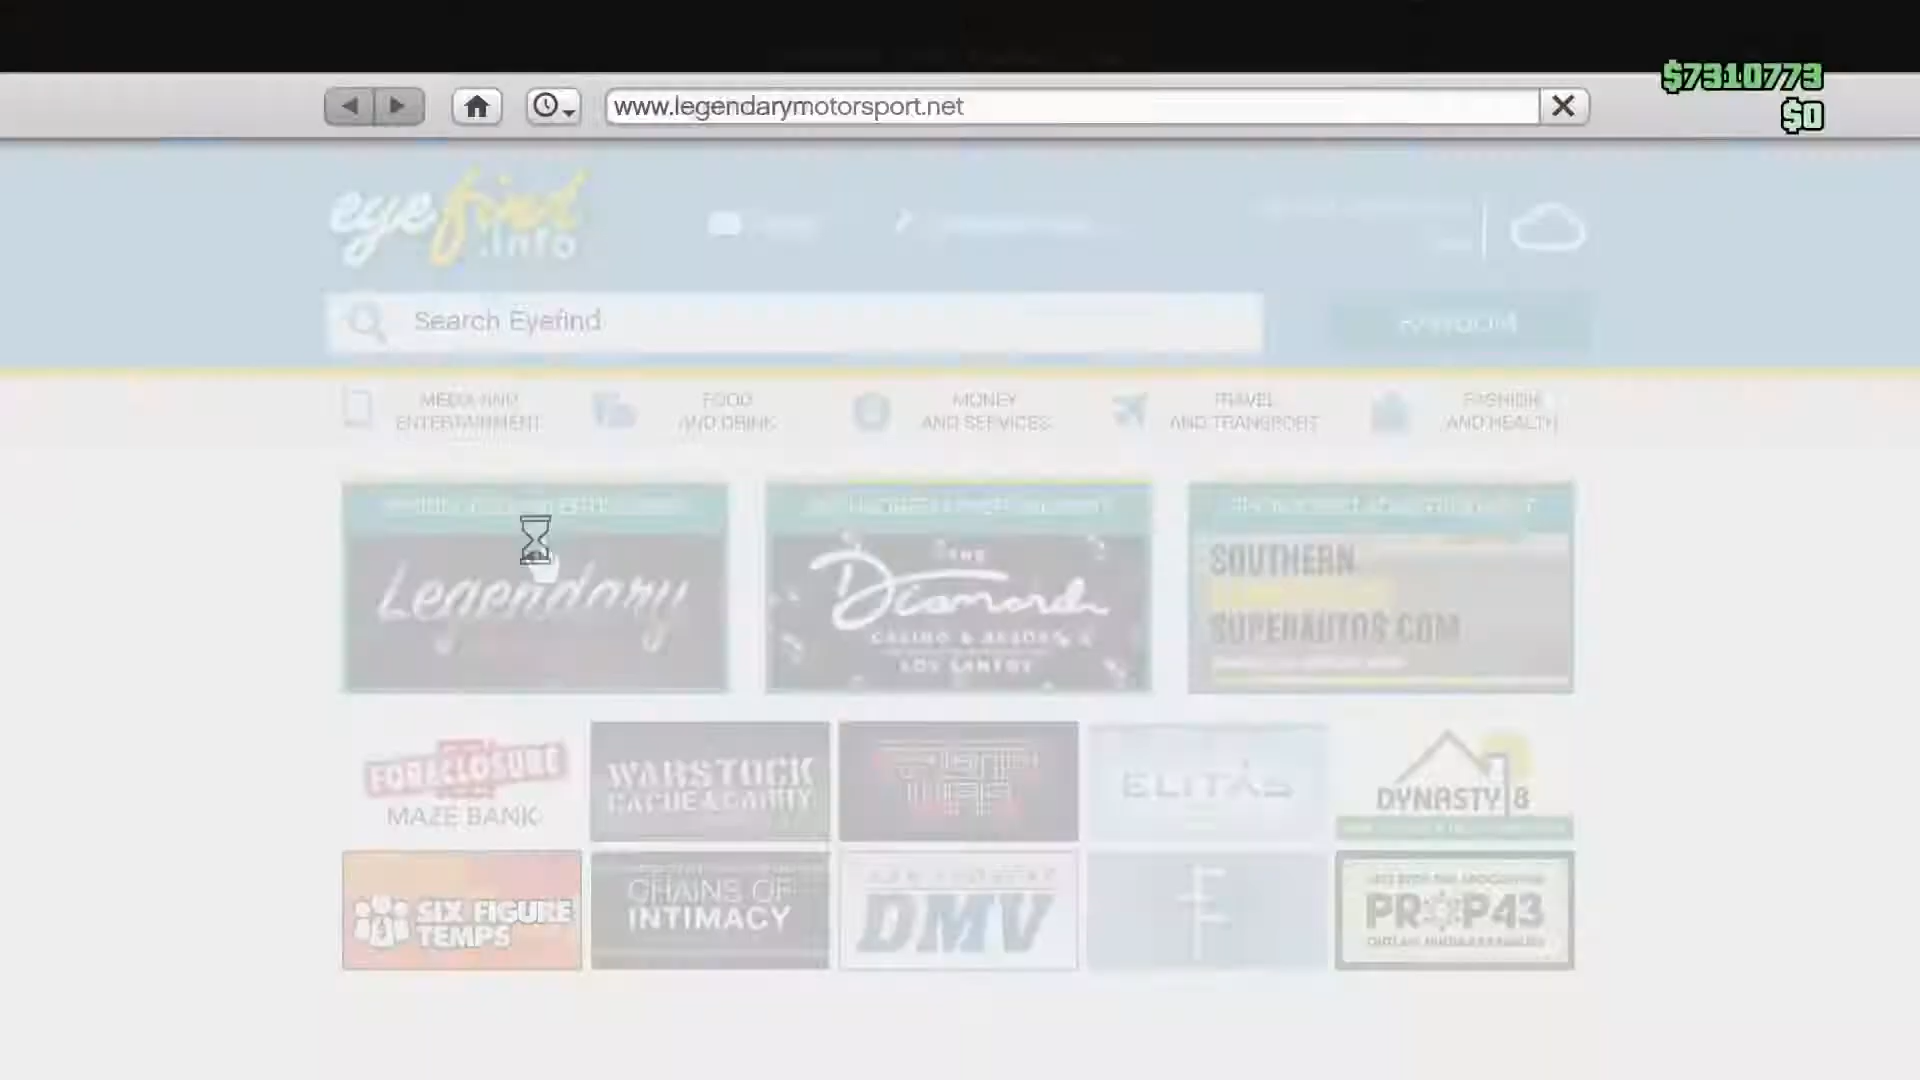 $7310773
www.legendarymotorsport.net
$0
eyefind
.info
Search Eyefind
RANDOM
MEDIA AND
ENTERTAINMENT
FOOD
AND DRINK
MONEY
AND SERVICES
TRAVEL
AND TRANSPORT
FASHION
AND HEALTH
Legendary
THE
Diamond
CASINO & RESORT
LOS SANTOS
SOUTHERN
SUPERAUTOS.COM
FORECLOSURE
MAZE BANK
WARSTOCK
CACHE & CARRY
ELITÁS
DYNASTY 8
SIX FIGURE
TEMPS
CHAINS OF
INTIMACY
DMV
PROP43